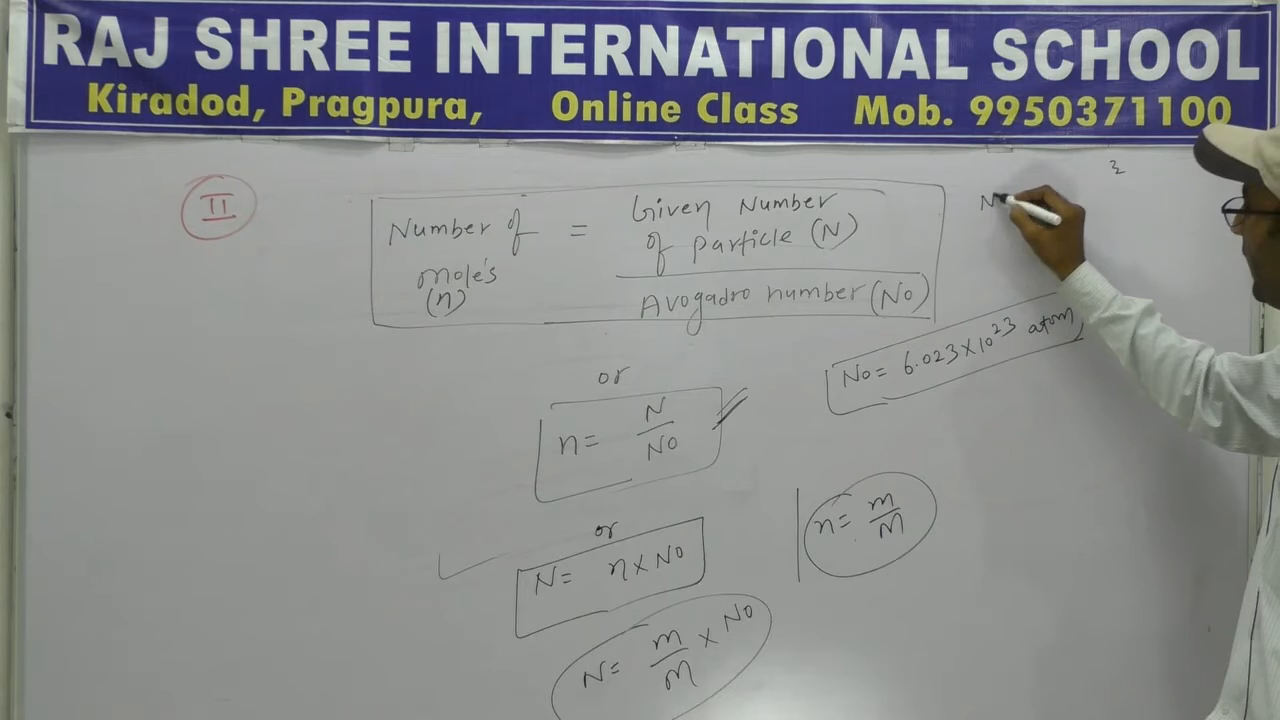 RAJ SHREE INTERNATIONAL SCHOOL
Kiradod, Pragpura, Online Class Mob. 9950371100
II
Number of mole's (n) = Given Number of particle (N) / Avogadro number (No)
No = 6.023 X 10^23 atom
or
n = N / No
or
N = n X No
n = m / M
N = m / M X No
N